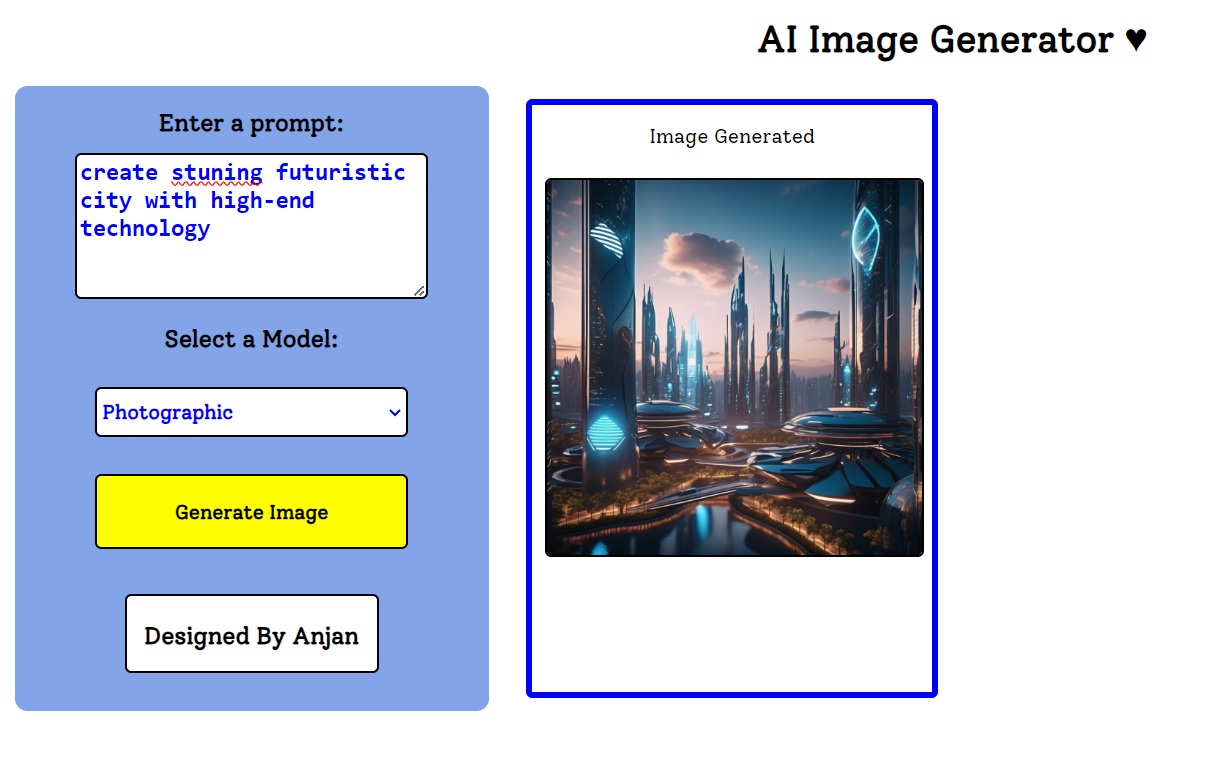 AI Image Generator ♥
Enter a prompt:
create stuning futuristic
city with high-end
technology
Select a Model:
Photographic
Generate Image
Designed By Anjan
Image Generated